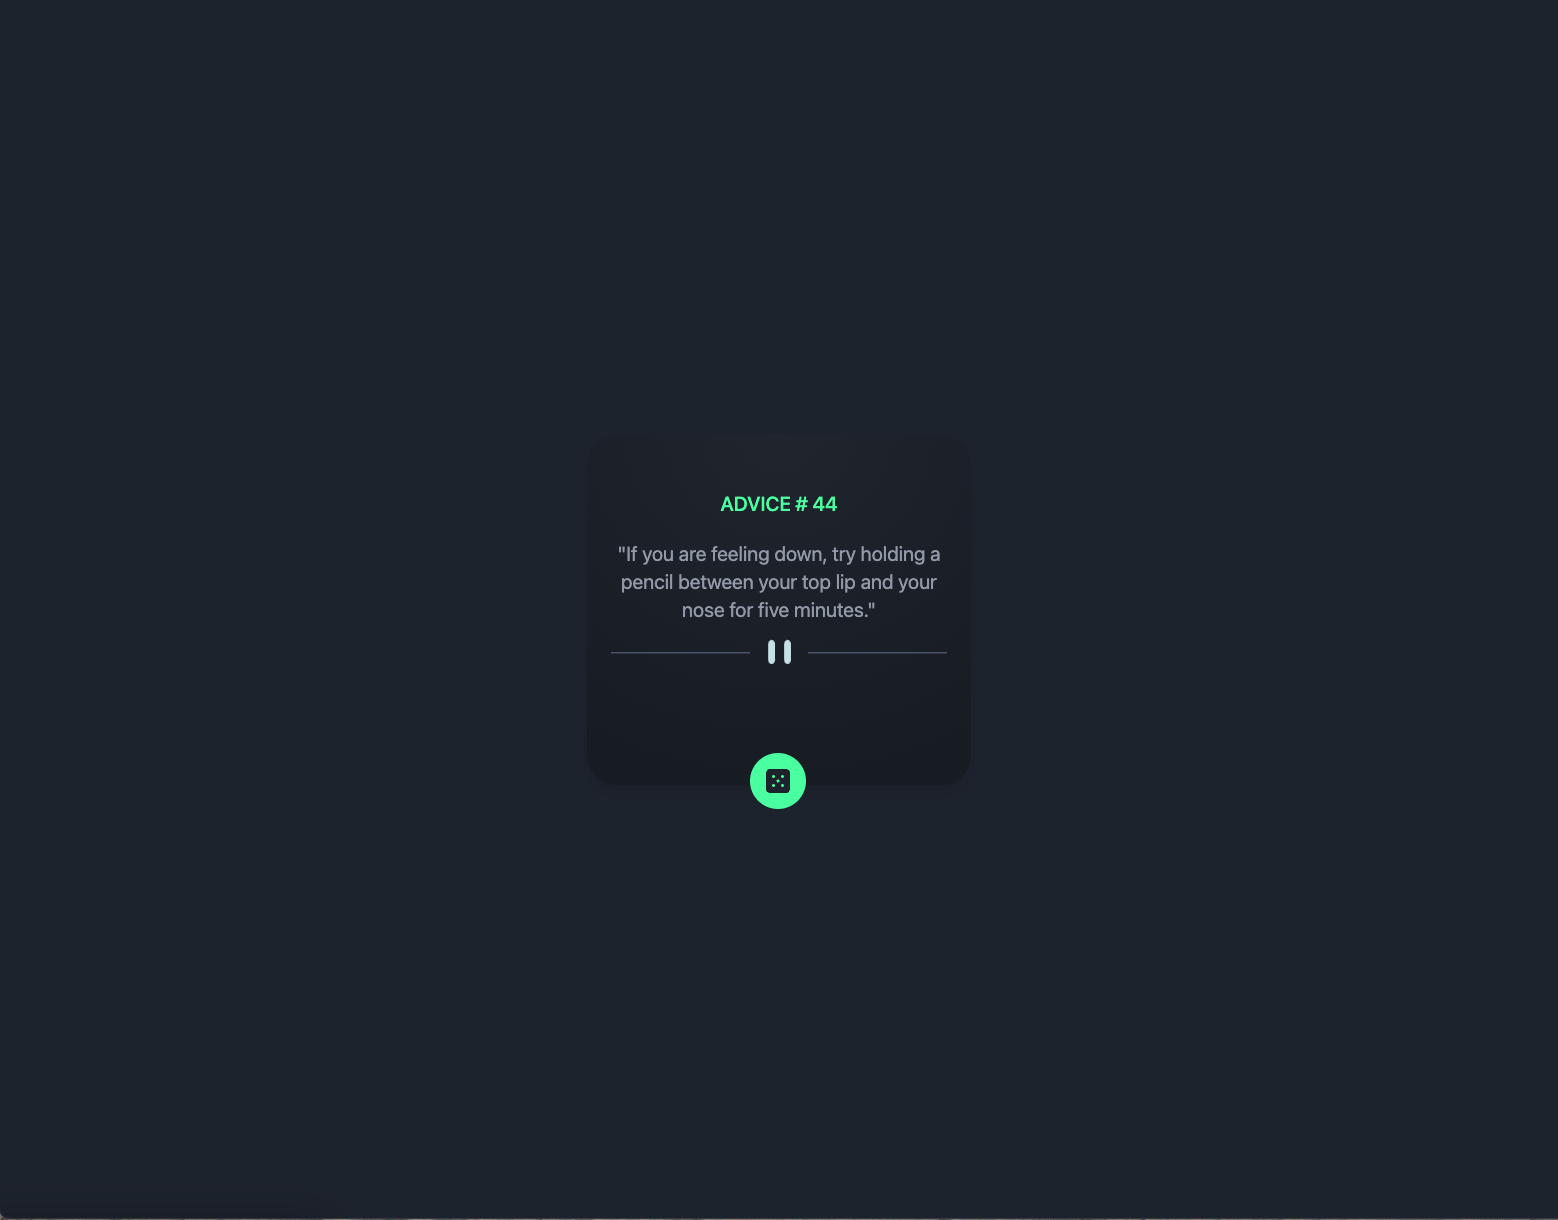 ADVICE # 44
"If you are feeling down, try holding a
pencil between your top lip and your
nose for five minutes."